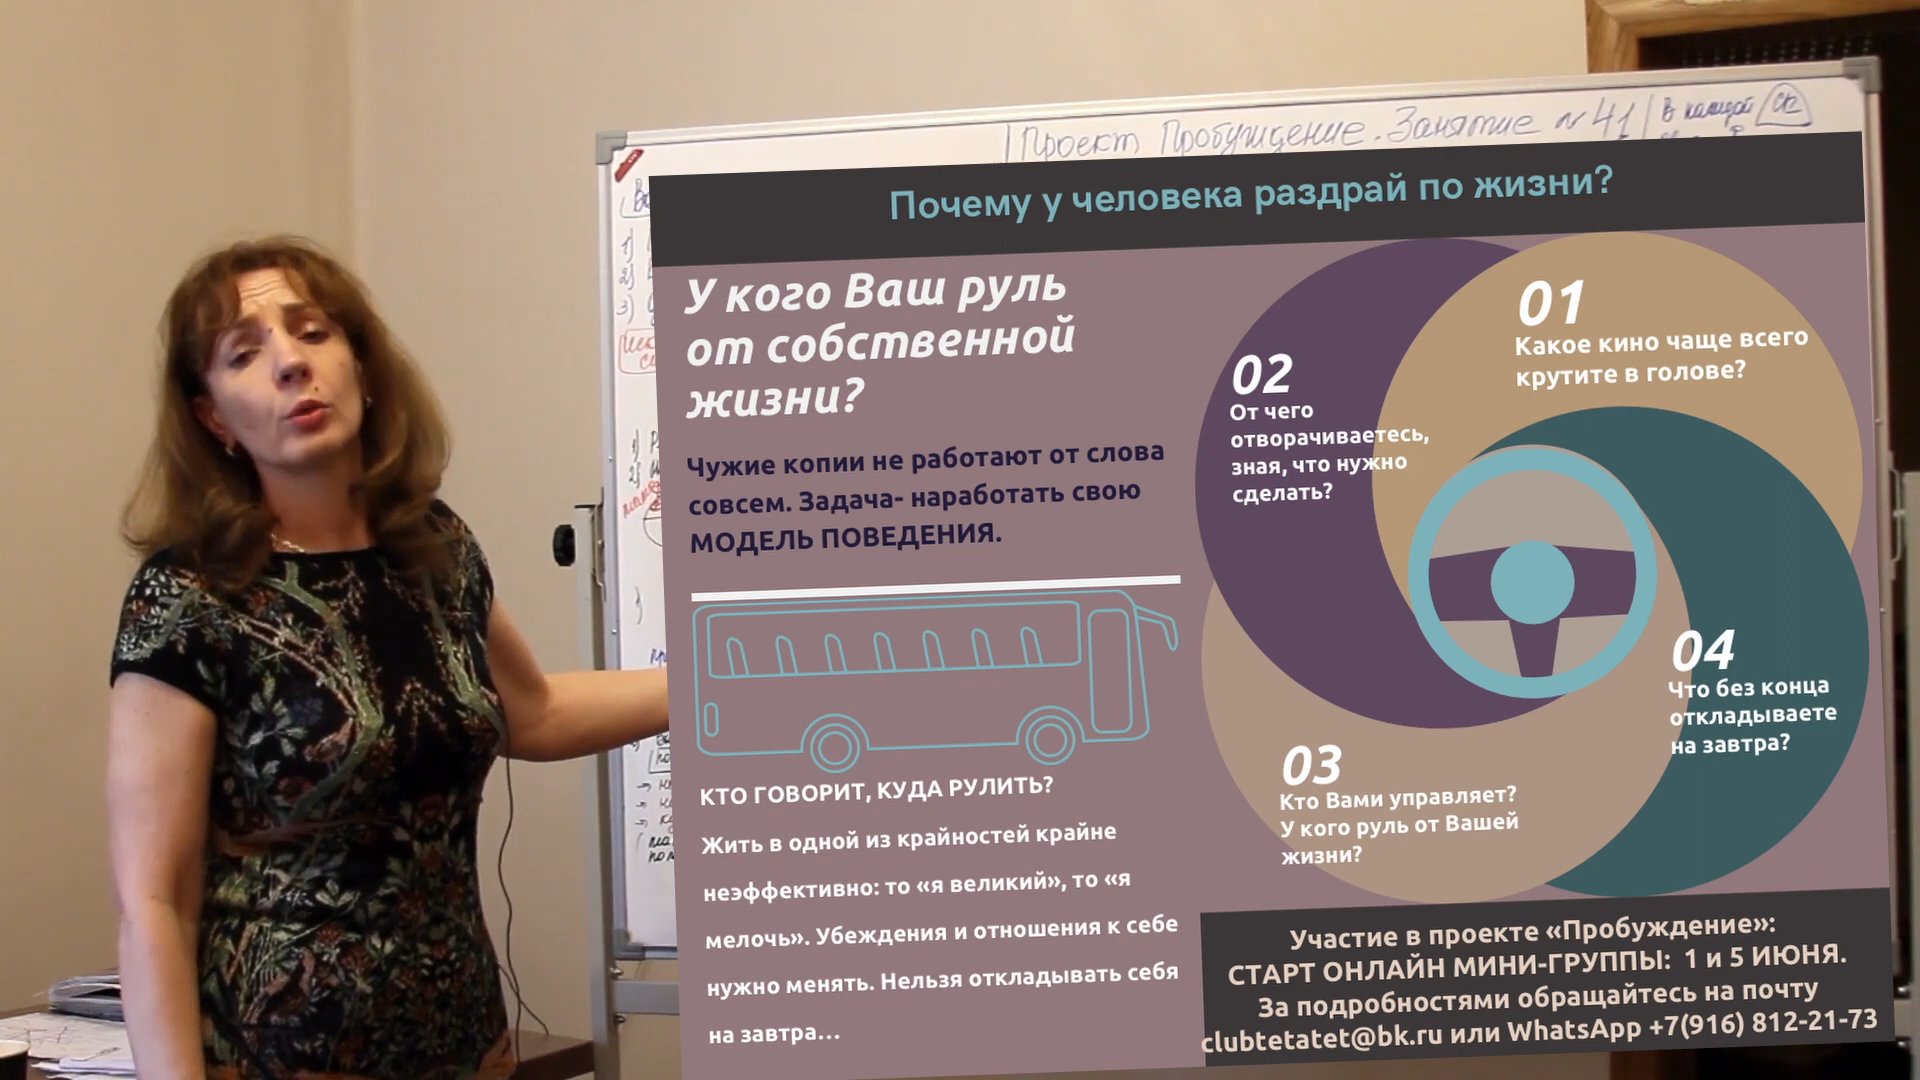 Проект Пробуждение. Занятие №41
В каждой
Почему у человека раздрай по жизни?
У кого Ваш руль
от собственной
жизни?
Чужие копии не работают от слова
совсем. Задача- наработать свою
МОДЕЛЬ ПОВЕДЕНИЯ.
КТО ГОВОРИТ, КУДА РУЛИТЬ?
Жить в одной из крайностей крайне
неэффективно: то «я великий», то «я
мелочь». Убеждения и отношения к себе
нужно менять. Нельзя откладывать себя
на завтра...
01
Какое кино чаще всего
крутите в голове?
02
От чего
отворачиваетесь,
зная, что нужно
сделать?
03
Кто Вами управляет?
У кого руль от Вашей
жизни?
04
Что без конца
откладываете
на завтра?
Участие в проекте «Пробуждение»:
СТАРТ ОНЛАЙН МИНИ-ГРУППЫ: 1 и 5 ИЮНЯ.
За подробностями обращайтесь на почту
clubtetatet@bk.ru или WhatsApp +7(916) 812-21-73